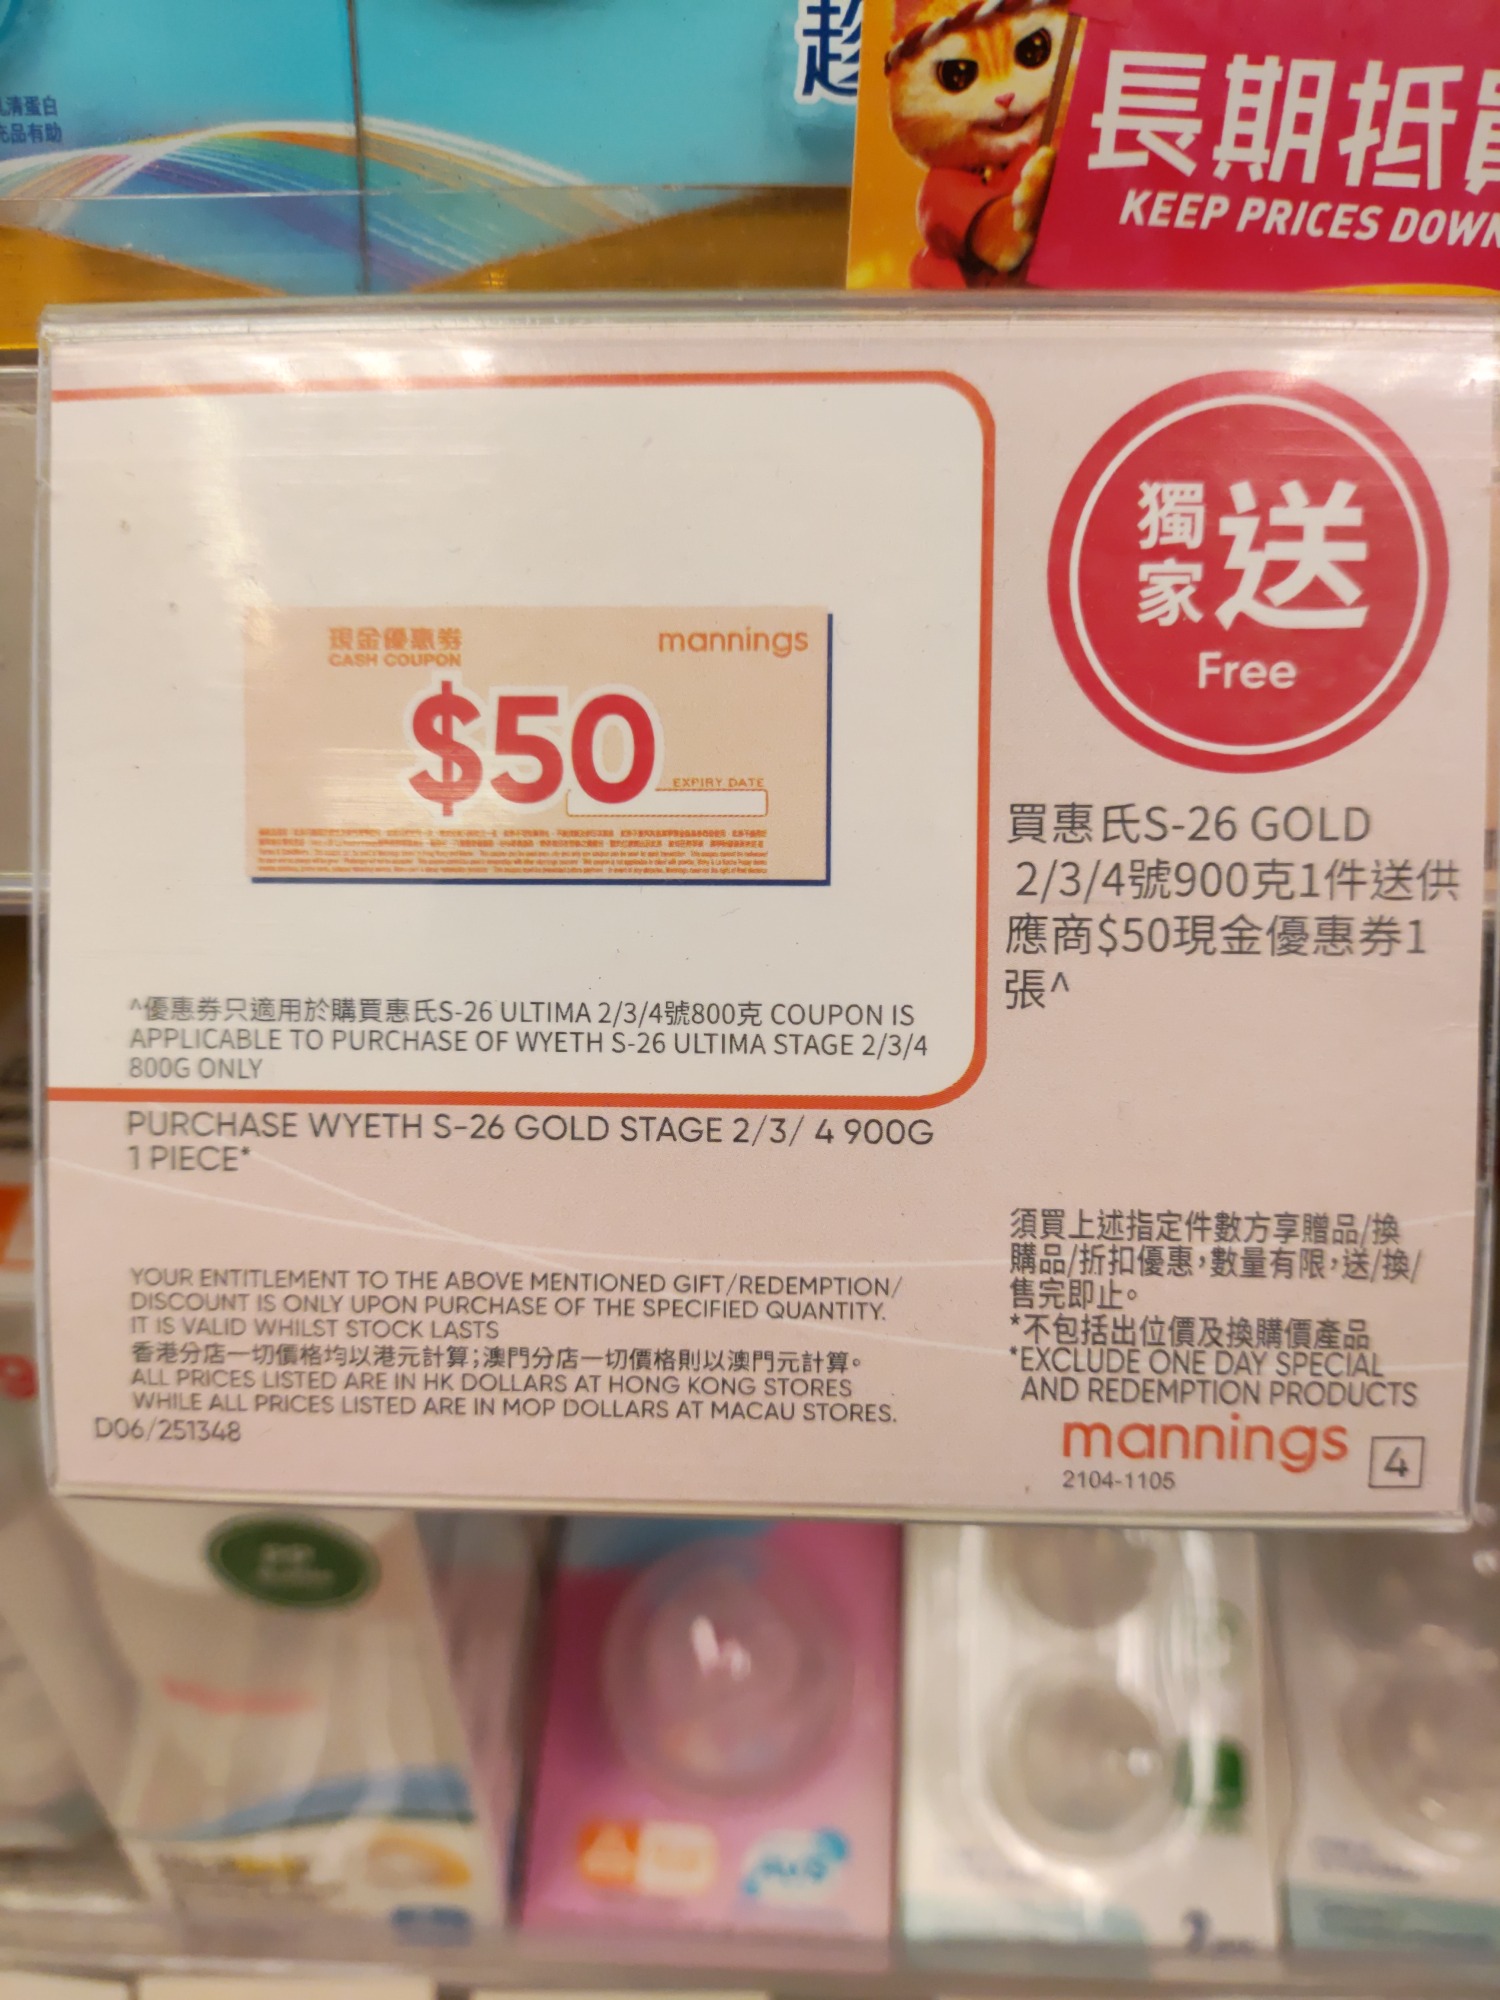 乳清蛋白
品有助
長期抵
KEEP PRICES DOWN
獨家送
Free
現金優惠券
CASH COUPON
mannings
$50
EXPIRY DATE
買惠氏S-26 GOLD
2/3/4號900克1件送供
應商$50現金優惠券1
張^
^優惠券只適用於購買惠氏S-26 ULTIMA 2/3/4號800克 COUPON IS
APPLICABLE TO PURCHASE OF WYETH S-26 ULTIMA STAGE 2/3/4
800G ONLY
PURCHASE WYETH S-26 GOLD STAGE 2/3/ 4 900G
1 PIECE*
YOUR ENTITLEMENT TO THE ABOVE MENTIONED GIFT/REDEMPTION/
DISCOUNT IS ONLY UPON PURCHASE OF THE SPECIFIED QUANTITY.
IT IS VALID WHILST STOCK LASTS
香港分店一切價格均以港元計算;澳門分店一切價格則以澳門元計算。
ALL PRICES LISTED ARE IN HK DOLLARS AT HONG KONG STORES
WHILE ALL PRICES LISTED ARE IN MOP DOLLARS AT MACAU STORES.
D06/251348
須買上述指定件數方享贈品/換
購品/折扣優惠,數量有限,送/換/
售完即止。
*不包括出位價及換購價產品
*EXCLUDE ONE DAY SPECIAL
AND REDEMPTION PRODUCTS
mannings
4
2104-1105